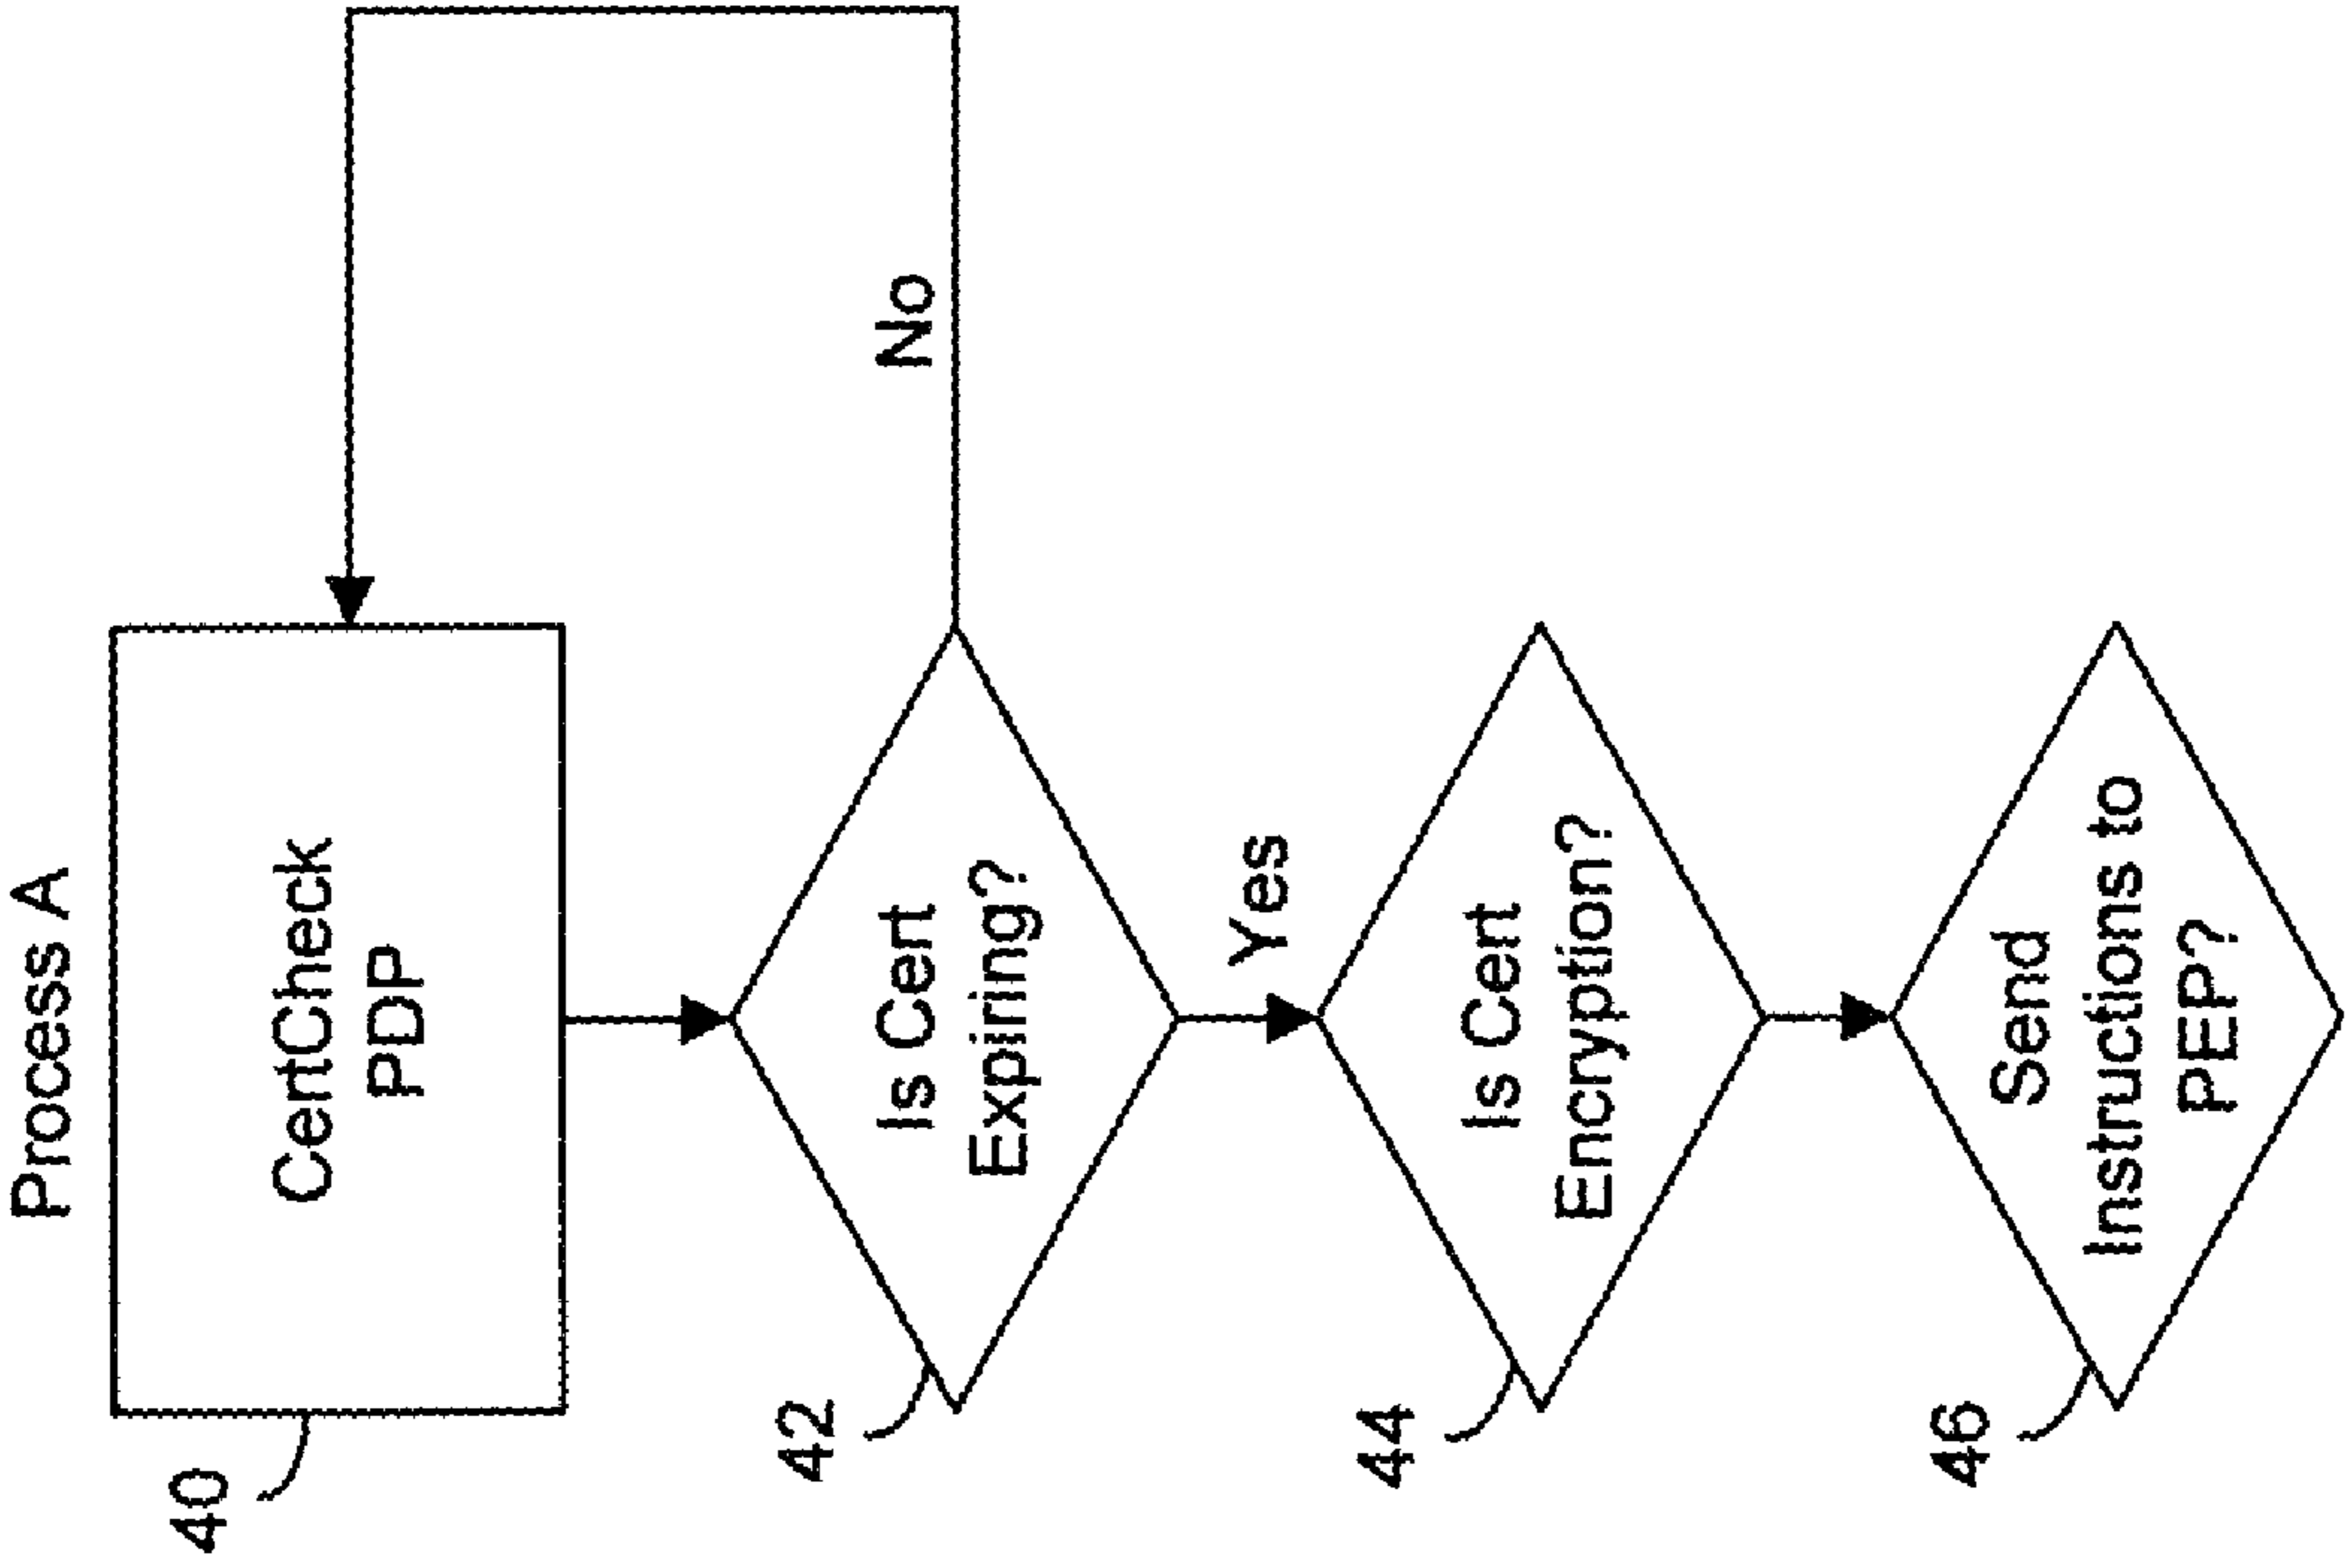 Process A
40
CertCheck
PDP
42
Is Cert
Expiring?
No
Yes
44
Is Cert
Encryption?
46
Send
Instructions to
PEP?